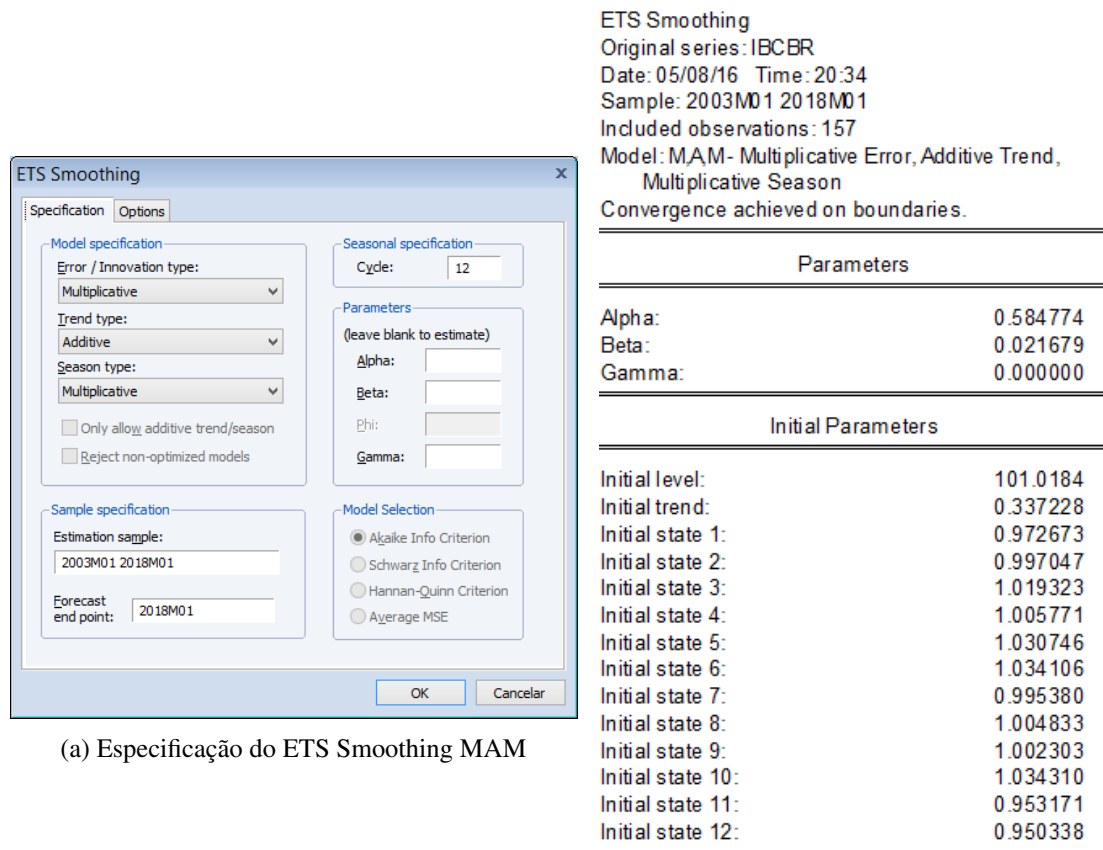 ETS Smoothing
x
Specification
Options
Model specification
Error / Innovation type:
Multiplicative
Trend type:
Additive
Season type:
Multiplicative
Only allow additive trend/season
Reject non-optimized models
Seasonal specification
Cycle:
12
Parameters
(leave blank to estimate)
Alpha:
Beta:
Phi:
Gamma:
Sample specification
Estimation sample:
2003M01 2018M01
Forecast
end point:
2018M01
Model Selection
Akaike Info Criterion
Schwarz Info Criterion
Hannan-Quinn Criterion
Average MSE
OK
Cancelar
(a) Especificação do ETS Smoothing MAM
ETS Smoothing
Original series: IBCBR
Date: 05/08/16 Time: 20:34
Sample: 2003M01 2018M01
Included observations: 157
Model: M,A,M - Multiplicative Error, Additive Trend,
Multiplicative Season
Convergence achieved on boundaries.
Parameters
Alpha: 0.584774
Beta: 0.021679
Gamma: 0.000000
Initial Parameters
Initial level: 101.0184
Initial trend: 0.337228
Initial state 1: 0.972673
Initial state 2: 0.997047
Initial state 3: 1.019323
Initial state 4: 1.005771
Initial state 5: 1.030746
Initial state 6: 1.034106
Initial state 7: 0.995380
Initial state 8: 1.004833
Initial state 9: 1.002303
Initial state 10: 1.034310
Initial state 11: 0.953171
Initial state 12: 0.950338